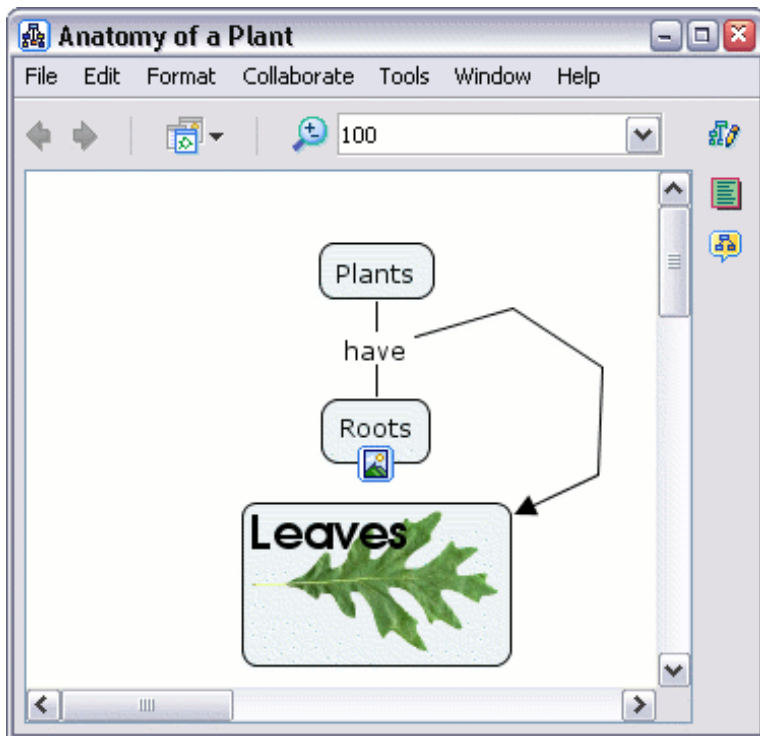 Anatomy of a Plant
File Edit Format Collaborate Tools Window Help
100
Plants
have
Roots
Leaves